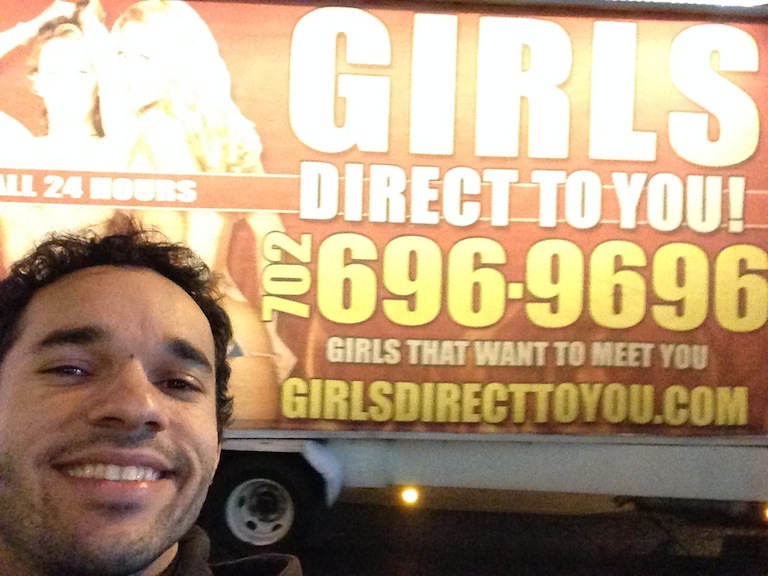 GIRLS
ALL 24 HOURS
DIRECT TO YOU!
702 696-9696
GIRLS THAT WANT TO MEET YOU
GIRLSDIRECTTOYOU.COM